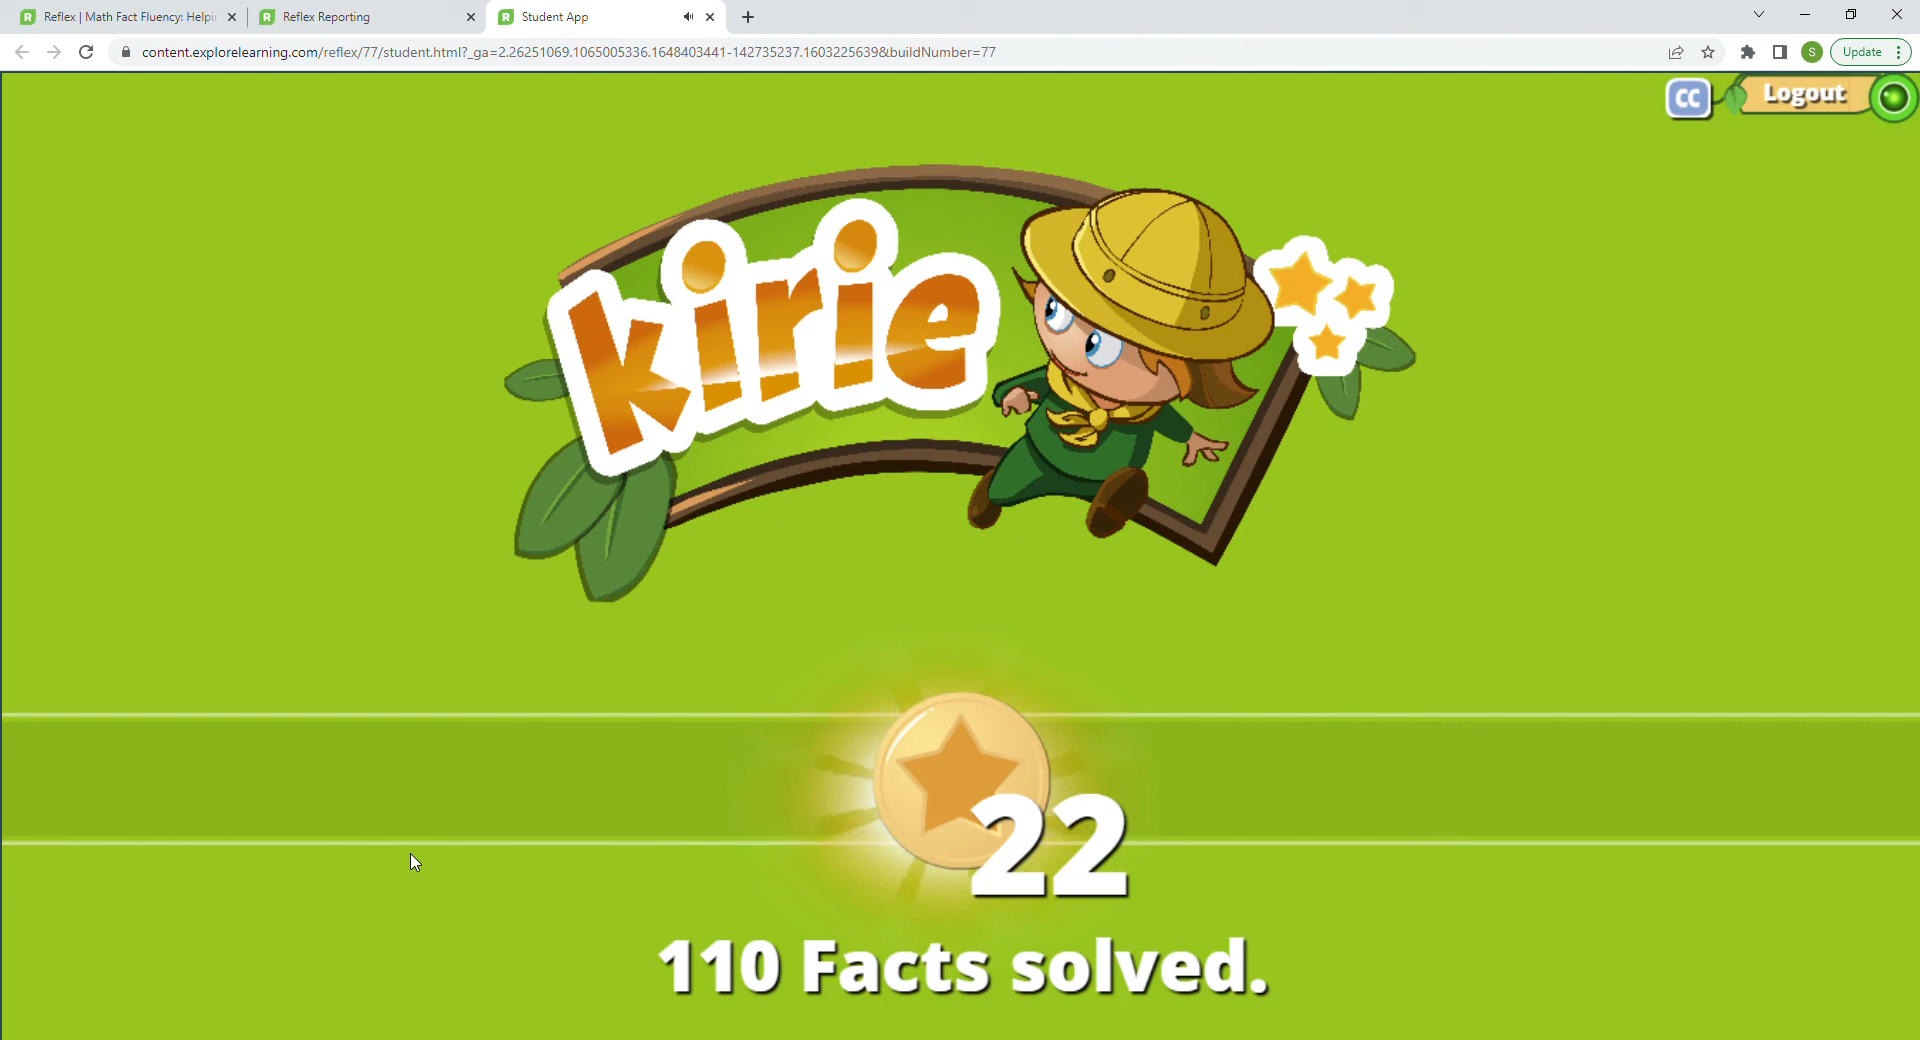 Reflex | Math Fact Fluency: Helpi
Reflex Reporting
Student App
content.explorelearning.com/reflex/77/student.html?_ga=2.26251069.1065005336.1648403441-142735237.1603225639&buildNumber=77
S
Update
CC
Logout
kirie
22
110 Facts solved.